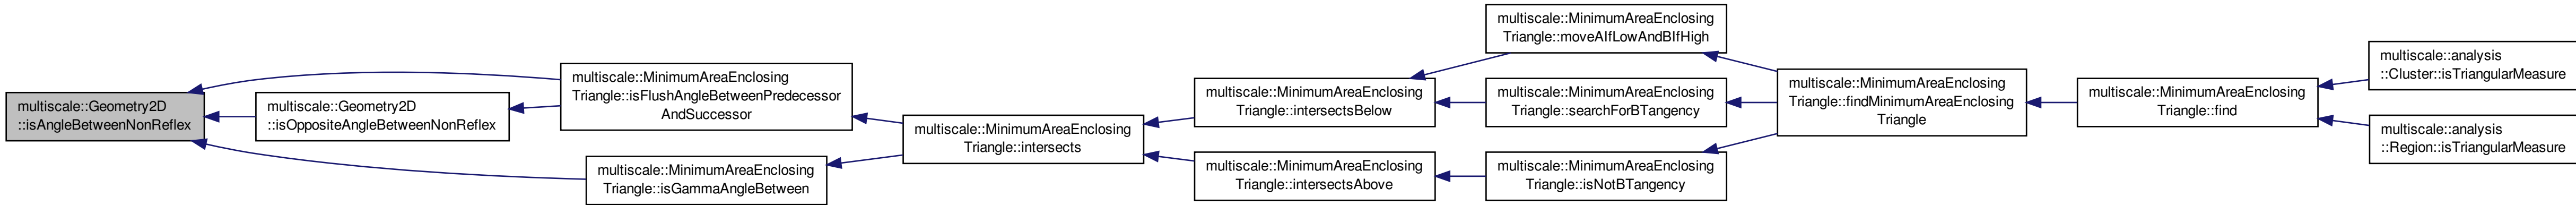 multiscale::Geometry2D
::isAngleBetweenNonReflex
multiscale::Geometry2D
::isOppositeAngleBetweenNonReflex
multiscale::MinimumAreaEnclosing
Triangle::isFlushAngleBetweenPredecessor
AndSuccessor
multiscale::MinimumAreaEnclosing
Triangle::isGammaAngleBetween
multiscale::MinimumAreaEnclosing
Triangle::intersects
multiscale::MinimumAreaEnclosing
Triangle::intersectsBelow
multiscale::MinimumAreaEnclosing
Triangle::intersectsAbove
multiscale::MinimumAreaEnclosing
Triangle::moveAIfLowAndBIfHigh
multiscale::MinimumAreaEnclosing
Triangle::searchForBTangency
multiscale::MinimumAreaEnclosing
Triangle::isNotBTangency
multiscale::MinimumAreaEnclosing
Triangle::findMinimumAreaEnclosing
Triangle
multiscale::MinimumAreaEnclosing
Triangle::find
multiscale::analysis
::Cluster::isTriangularMeasure
multiscale::analysis
::Region::isTriangularMeasure